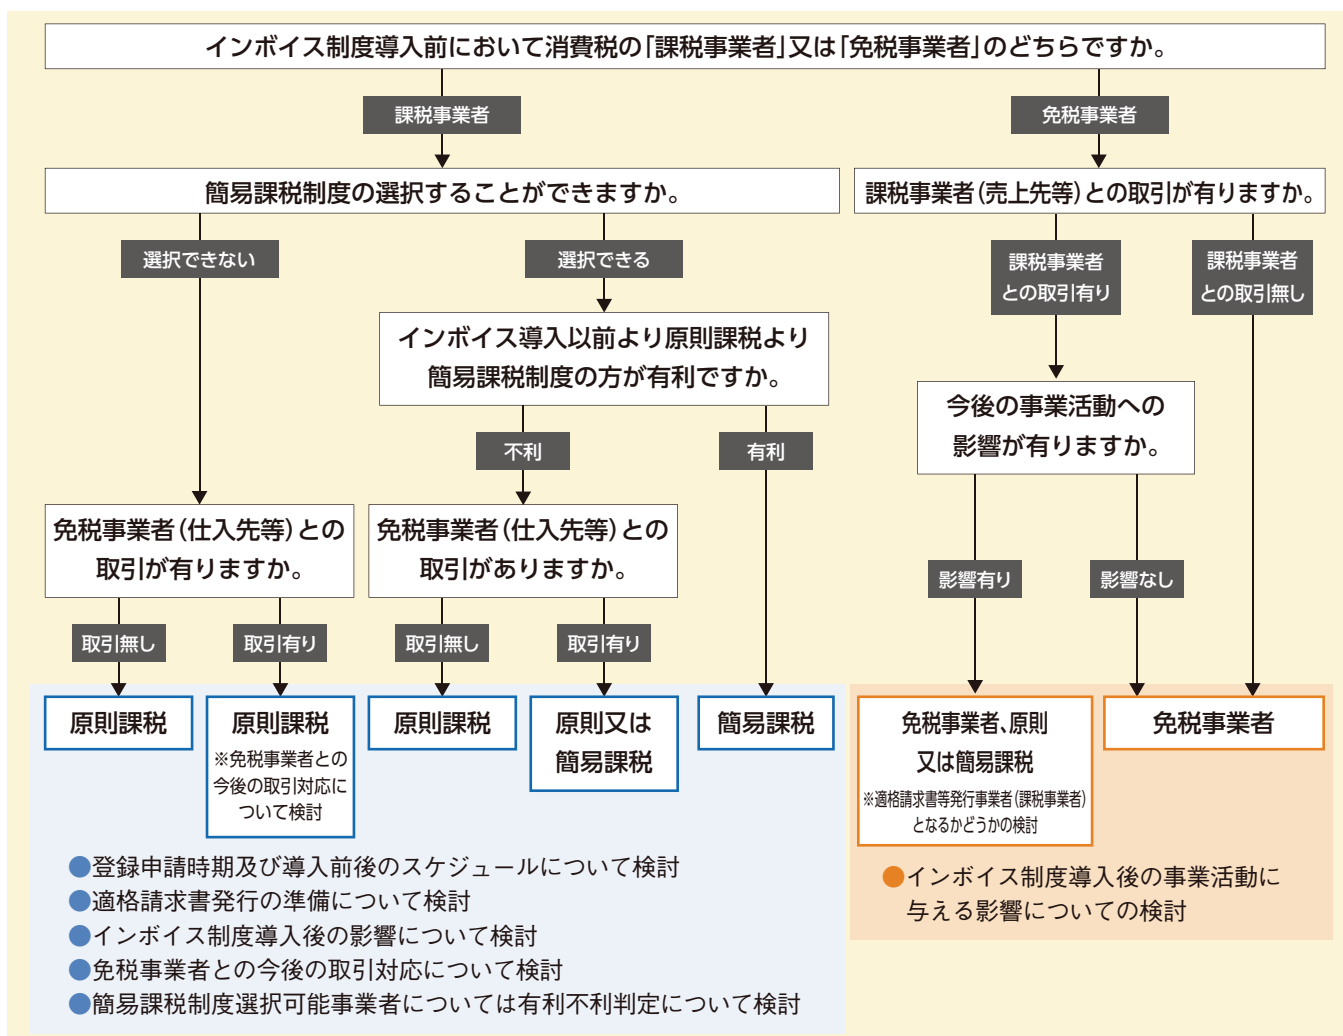 インボイス制度導入前において消費税の「課税事業者」又は「免税事業者」のどちらですか。
課税事業者
免税事業者
簡易課税制度の選択することができますか。
課税事業者(売上先等)との取引が有りますか。
選択できない
選択できる
課税事業者
との取引有り
課税事業者
との取引無し
インボイス導入以前より原則課税より
簡易課税制度の方が有利ですか。
今後の事業活動への
影響が有りますか。
不利
有利
免税事業者(仕入先等)との
取引が有りますか。
免税事業者(仕入先等)との
取引がありますか。
影響有り
影響なし
取引無し
取引有り
取引無し
取引有り
原則課税
原則課税
※免税事業者との
今後の取引対応に
ついて検討
原則課税
原則又は
簡易課税
簡易課税
免税事業者、原則
又は簡易課税
※適格請求書等発行事業者(課税事業者)
となるかどうかの検討
免税事業者
●登録申請時期及び導入前後のスケジュールについて検討
●適格請求書発行の準備について検討
●インボイス制度導入後の影響について検討
●免税事業者との今後の取引対応について検討
●簡易課税制度選択可能事業者については有利不利判定について検討
●インボイス制度導入後の事業活動に
与える影響についての検討